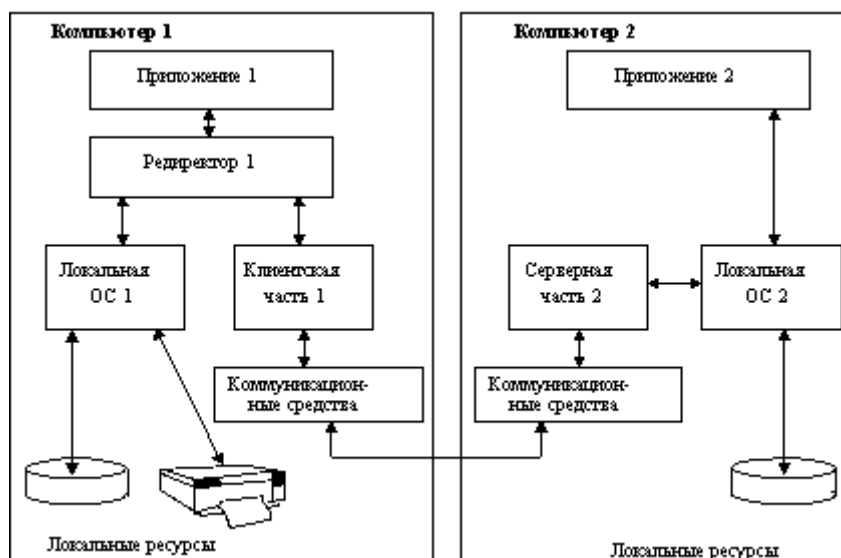 Компьютер 1
Приложение 1
Редиректор 1
Локальная
ОС 1
Клиентская
часть 1
Коммуникацион-
ные средства
Локальные ресурсы
Компьютер 2
Приложение 2
Серверная
часть 2
Локальная
ОС 2
Коммуникацион-
ные средства
Локальные ресурсы